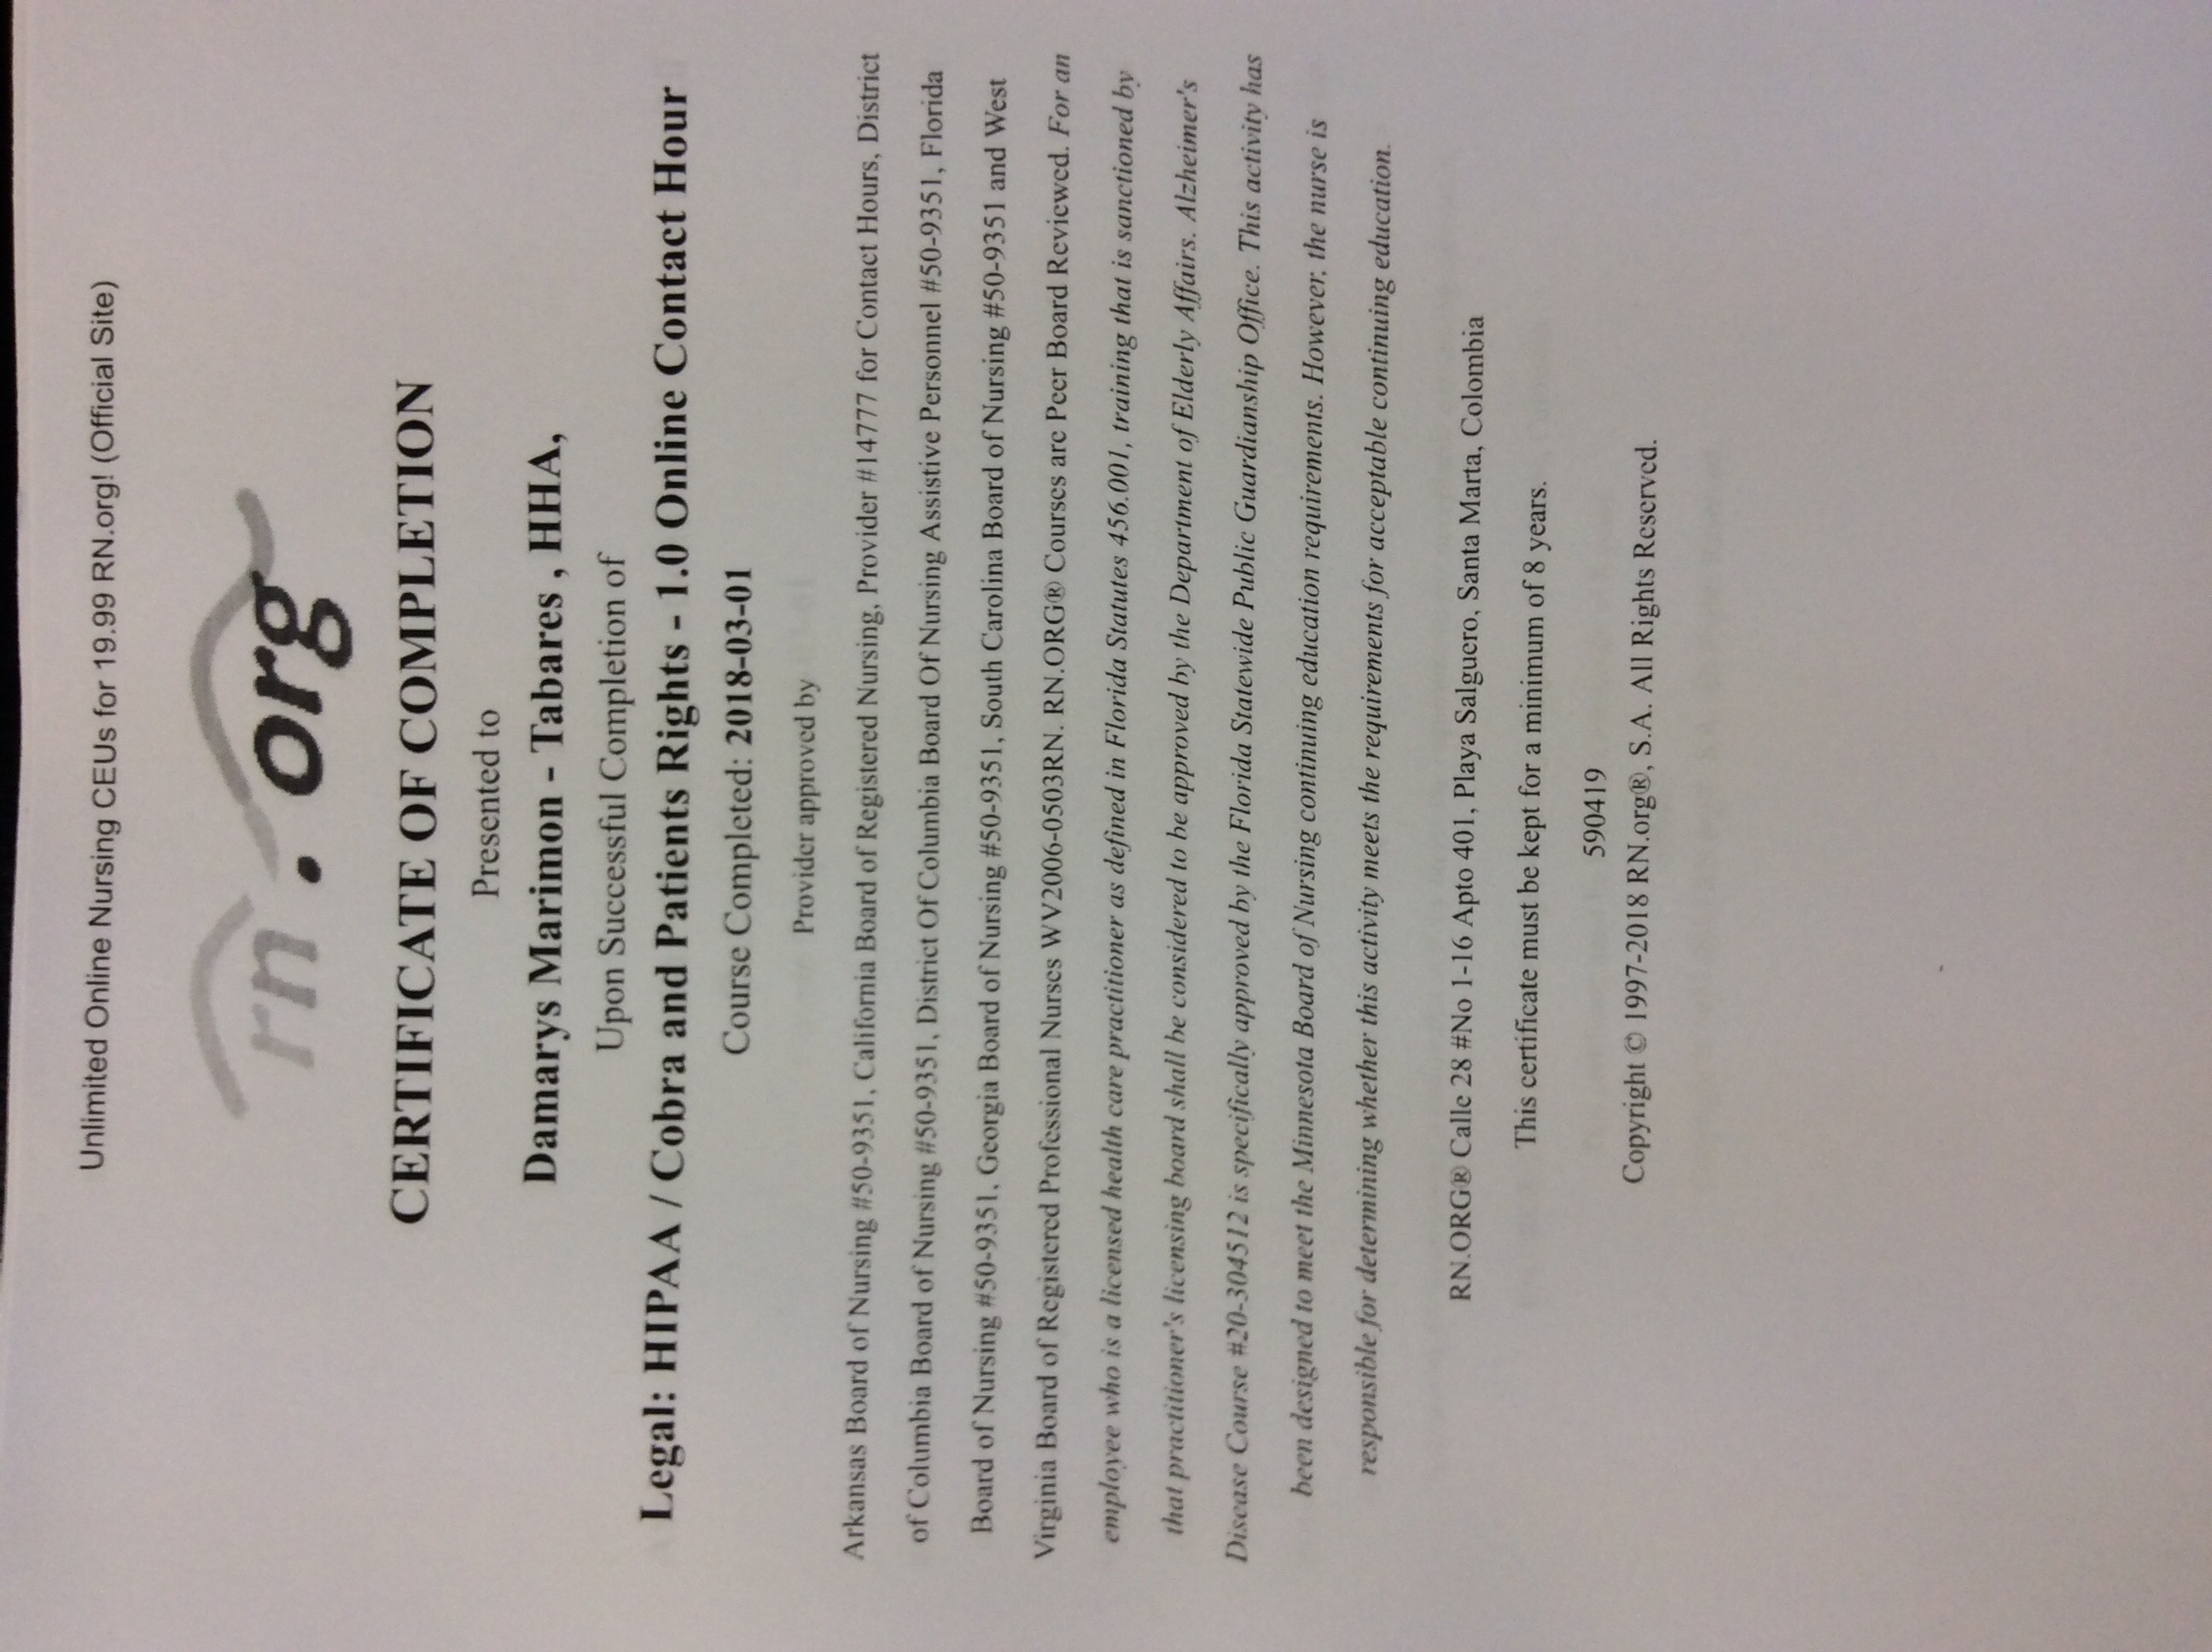 Unlimited Online Nursing CEUs for 19.99 RN.org! (Official Site)
rn . org
CERTIFICATE OF COMPLETION
Presented to
Damarys Marimon - Tabares , HHA,
Upon Successful Completion of
Legal: HIPAA / Cobra and Patients Rights - 1.0 Online Contact Hour
Course Completed: 2018-03-01
Provider approved by
Arkansas Board of Nursing #50-9351, California Board of Registered Nursing, Provider #14777 for Contact Hours, District
of Columbia Board of Nursing #50-9351, District Of Columbia Board Of Nursing Assistive Personnel #50-9351, Florida
Board of Nursing #50-9351, Georgia Board of Nursing #50-9351, South Carolina Board of Nursing #50-9351 and West
Virginia Board of Registered Professional Nurses WV2006-0503RN. RN.ORG® Courses are Peer Board Reviewed. For an
employee who is a licensed health care practitioner as defined in Florida Statutes 456.001, training that is sanctioned by
that practitioner's licensing board shall be considered to be approved by the Department of Elderly Affairs. Alzheimer's
Disease Course #20-304512 is specifically approved by the Florida Statewide Public Guardianship Office. This activity has
been designed to meet the Minnesota Board of Nursing continuing education requirements. However, the nurse is
responsible for determining whether this activity meets the requirements for acceptable continuing education.
RN.ORG® Calle 28 #No 1-16 Apto 401, Playa Salguero, Santa Marta, Colombia
This certificate must be kept for a minimum of 8 years.
590419
Copyright © 1997-2018 RN.org®, S.A. All Rights Reserved.